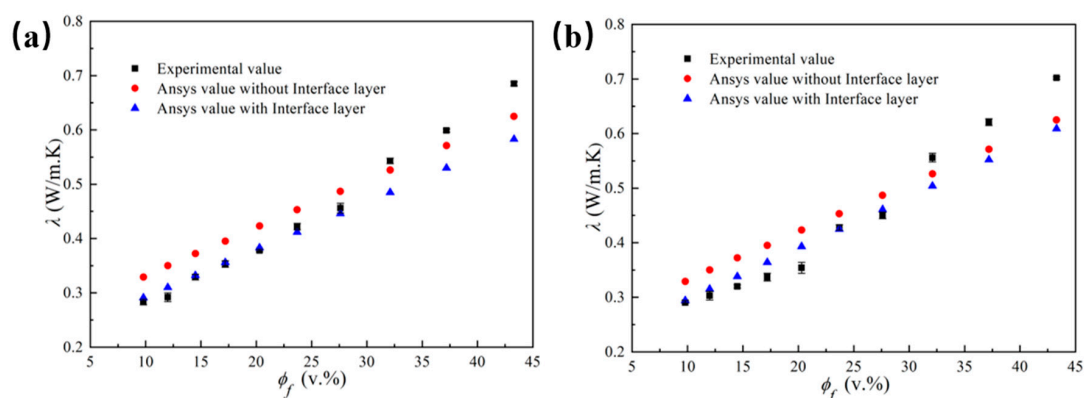 (a)
0.8
0.7
0.6
0.5
0.4
0.3
0.2
λ (W/m.K)
Experimental value
Ansys value without Interface layer
Ansys value with Interface layer
5 10 15 20 25 30 35 40 45
ϕf (v.%)
(b)
0.8
0.7
0.6
0.5
0.4
0.3
0.2
λ (W/m.K)
Experimental value
Ansys value without Interface layer
Ansys value with Interface layer
5 10 15 20 25 30 35 40 45
ϕf (v.%)